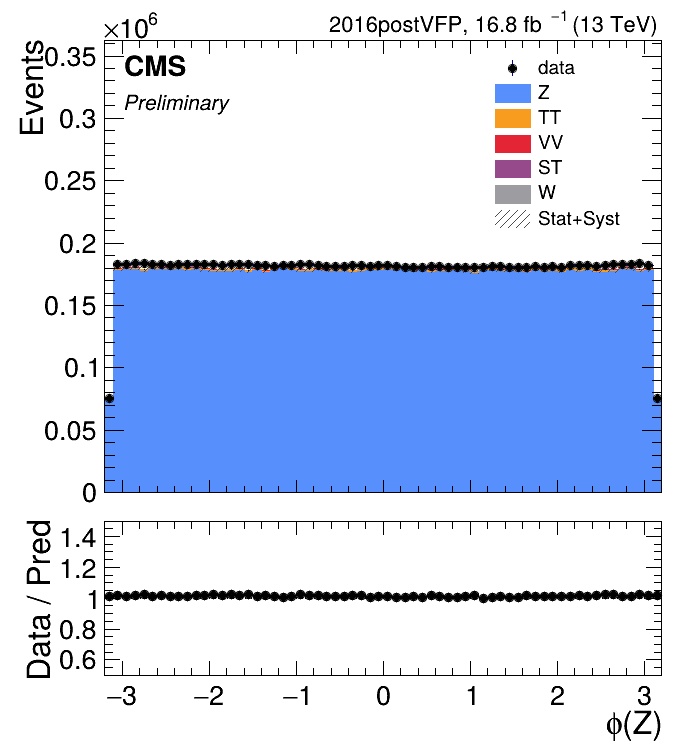 ×10⁶
2016postVFP, 16.8 fb ⁻¹ (13 TeV)
Events
0.35
0.3
0.25
0.2
0.15
0.1
0.05
0
CMS
Preliminary
data
Z
TT
VV
ST
W
Stat+Syst
Data / Pred
1.4
1.2
1
0.8
0.6
−3 −2 −1 0 1 2 3
ϕ(Z)